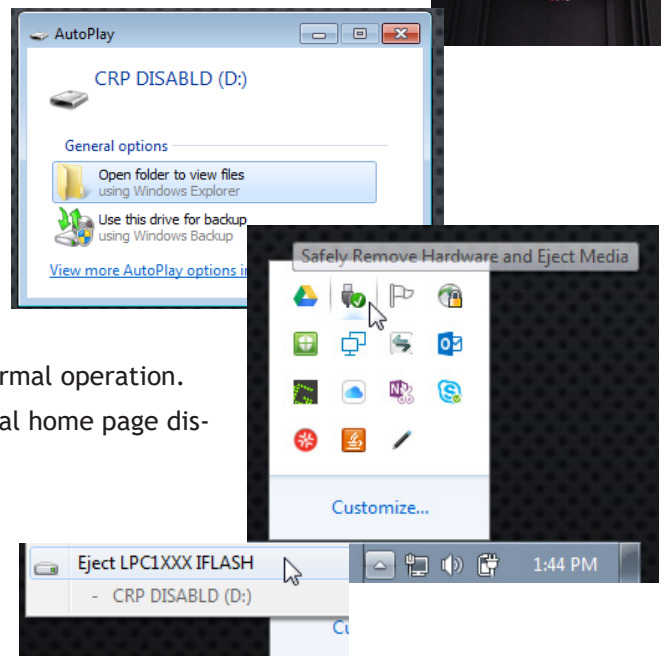 AutoPlay
CRP DISABLD (D:)
General options
Open folder to view files
using Windows Explorer
Use this drive for backup
using Windows Backup
View more AutoPlay options i
Safely Remove Hardware and Eject Media
rmal operation.
al home page dis-
Customize...
Eject LPC1XXX IFLASH
- CRP DISABLD (D:)
1:44 PM